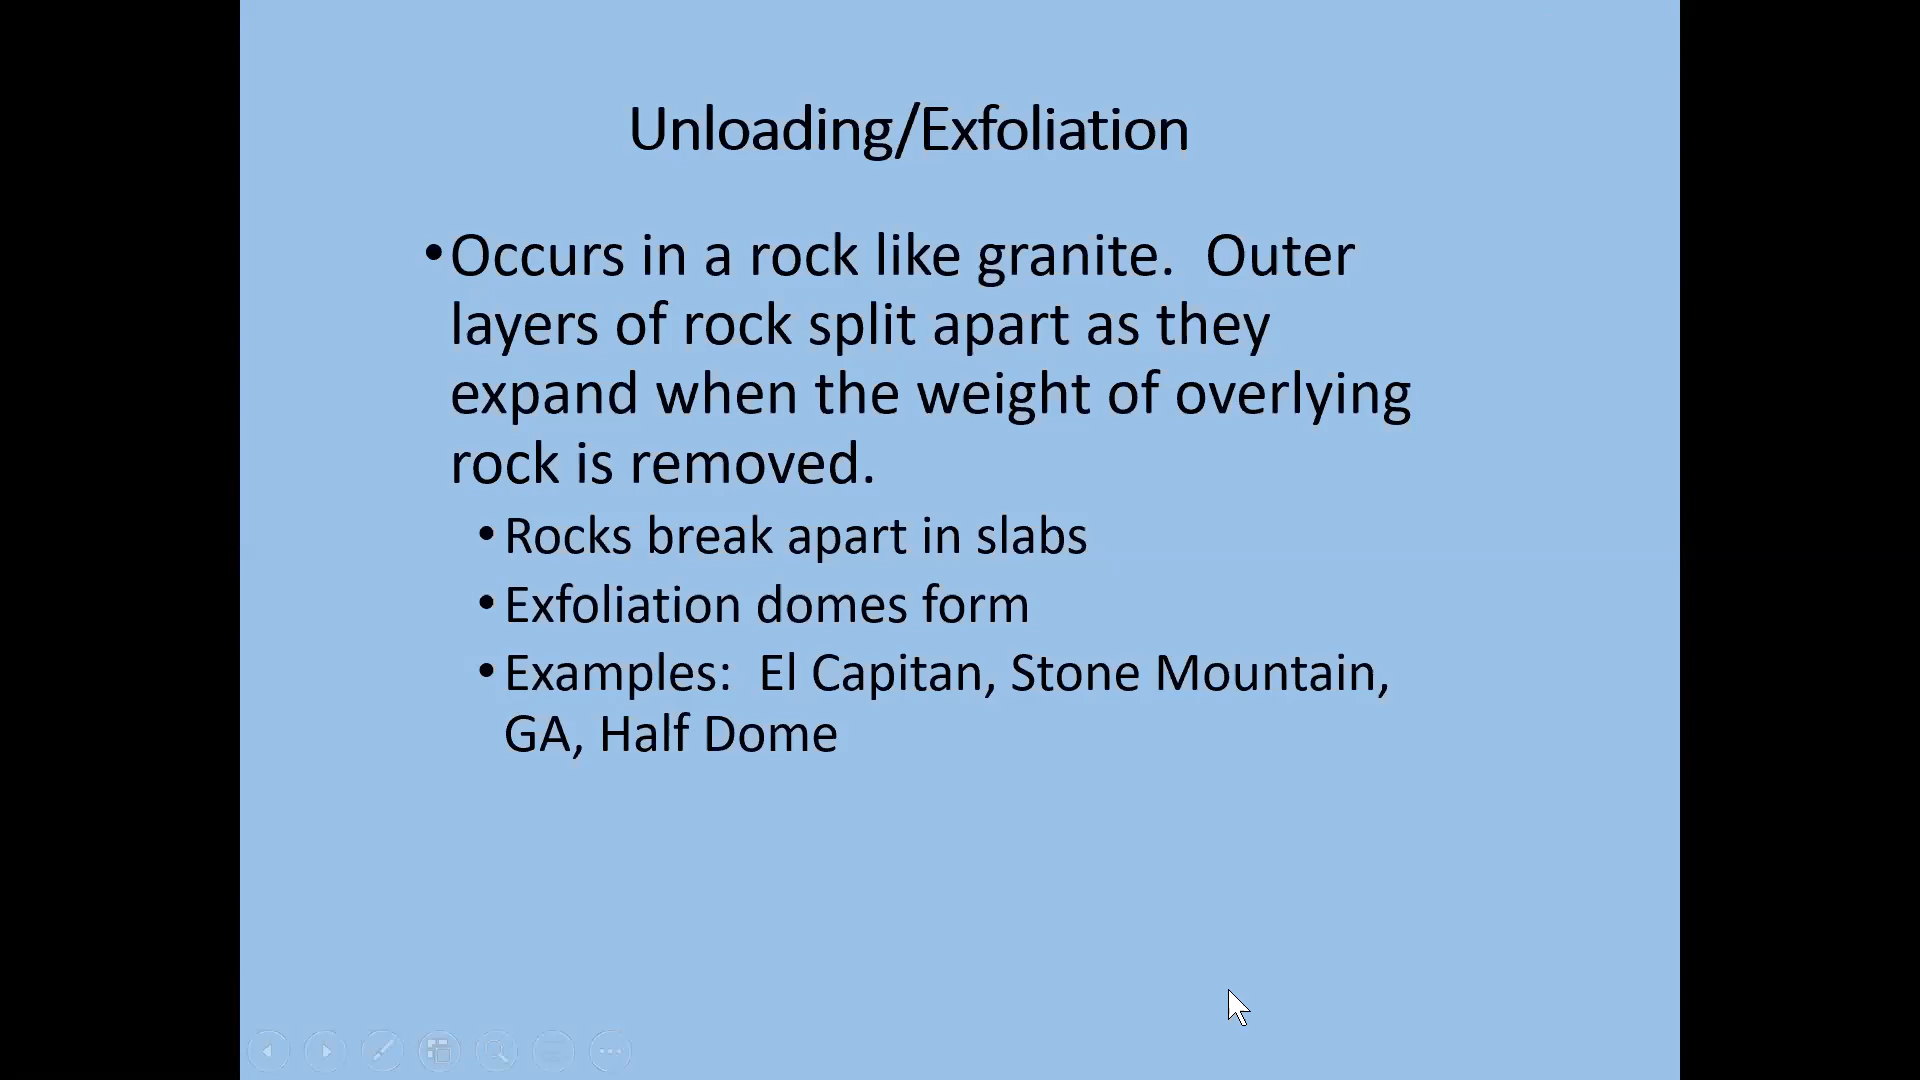 Unloading/Exfoliation
•Occurs in a rock like granite.  Outer
layers of rock split apart as they
expand when the weight of overlying
rock is removed.
•Rocks break apart in slabs
•Exfoliation domes form
•Examples:  El Capitan, Stone Mountain,
GA, Half Dome